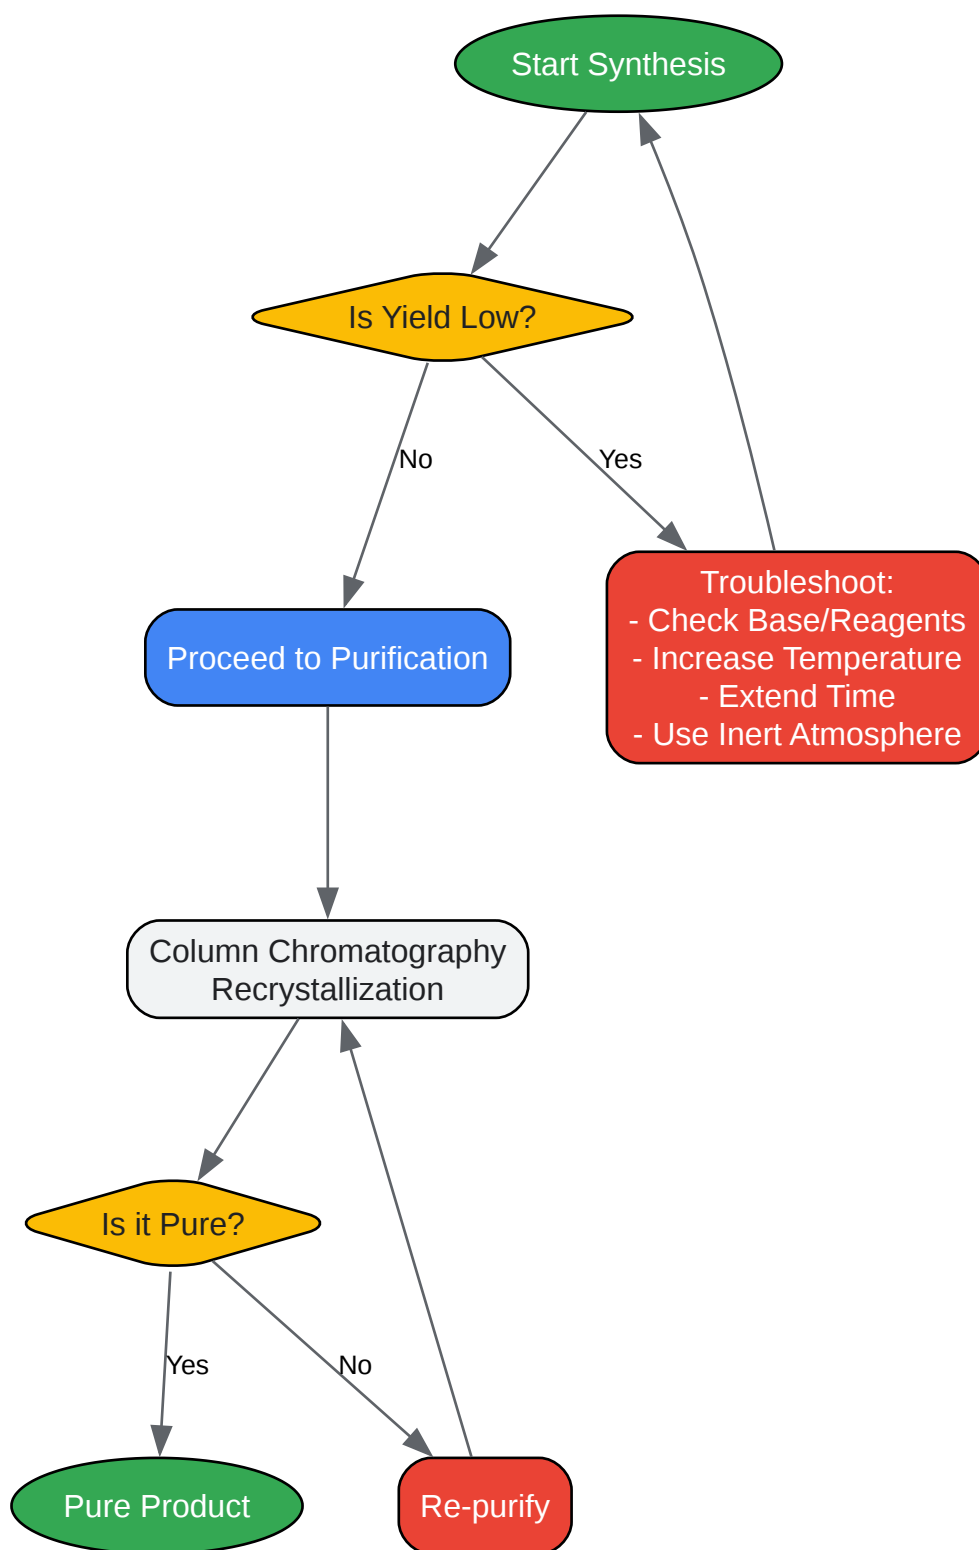 Start Synthesis
Is Yield Low?
No
Yes
Troubleshoot:
- Check Base/Reagents
- Increase Temperature
- Extend Time
- Use Inert Atmosphere
Proceed to Purification
Column Chromatography
Recrystallization
Is it Pure?
Yes
No
Pure Product
Re-purify